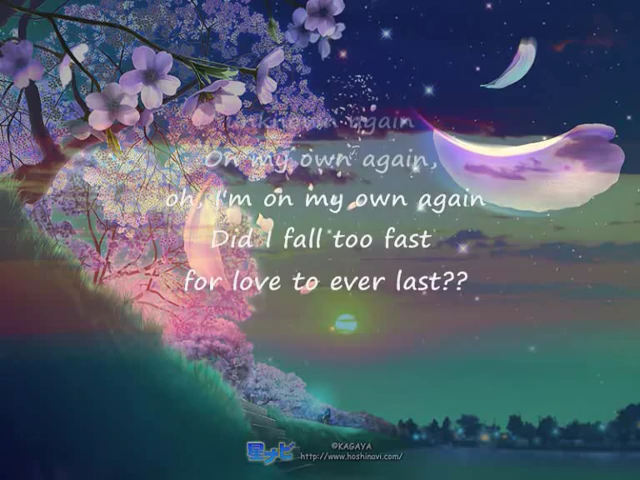 again
On my own again,
oh, I'm on my own again
Did I fall too fast
for love to ever last??
星ナビ
©KAGAYA
http://www.hoshinavi.com/